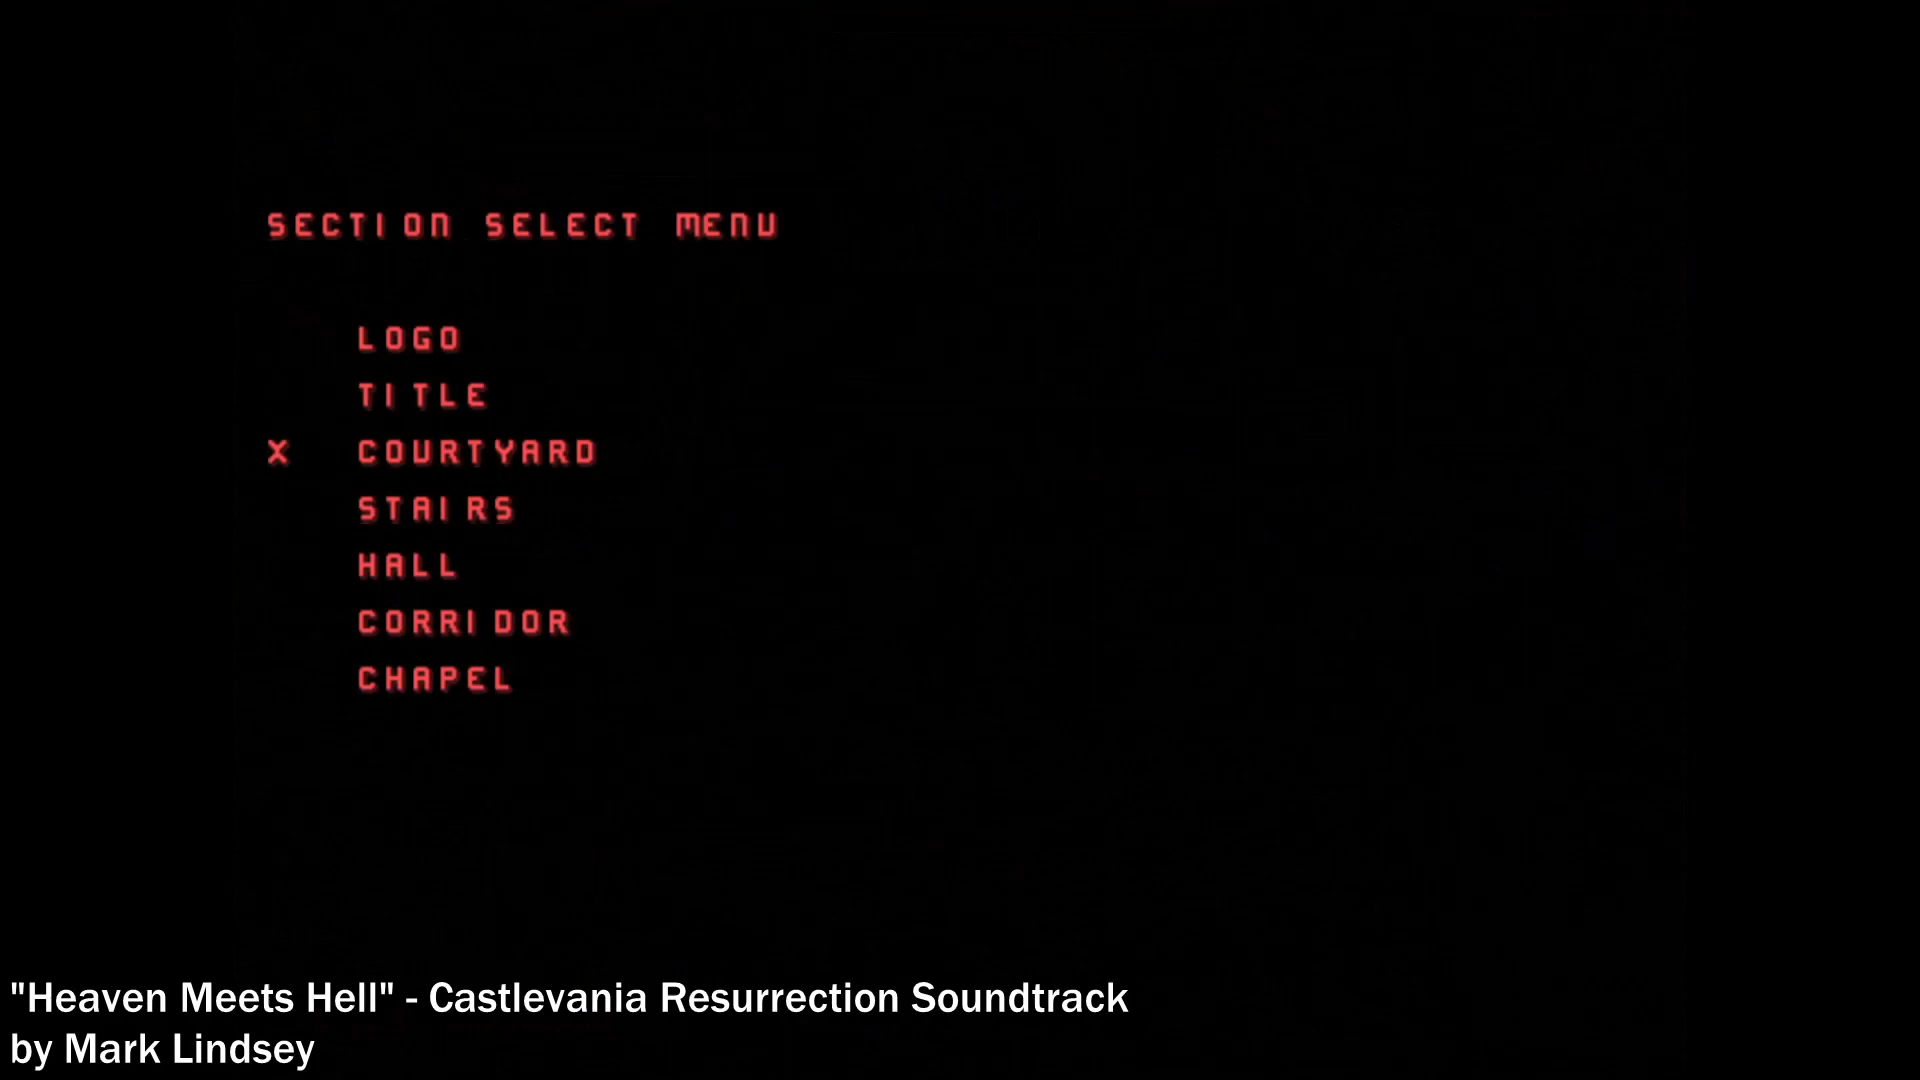 SECTION SELECT MENU
LOGO
TITLE
X COURTYARD
STAIRS
HALL
CORRIDOR
CHAPEL
"Heaven Meets Hell" - Castlevania Resurrection Soundtrack
by Mark Lindsey